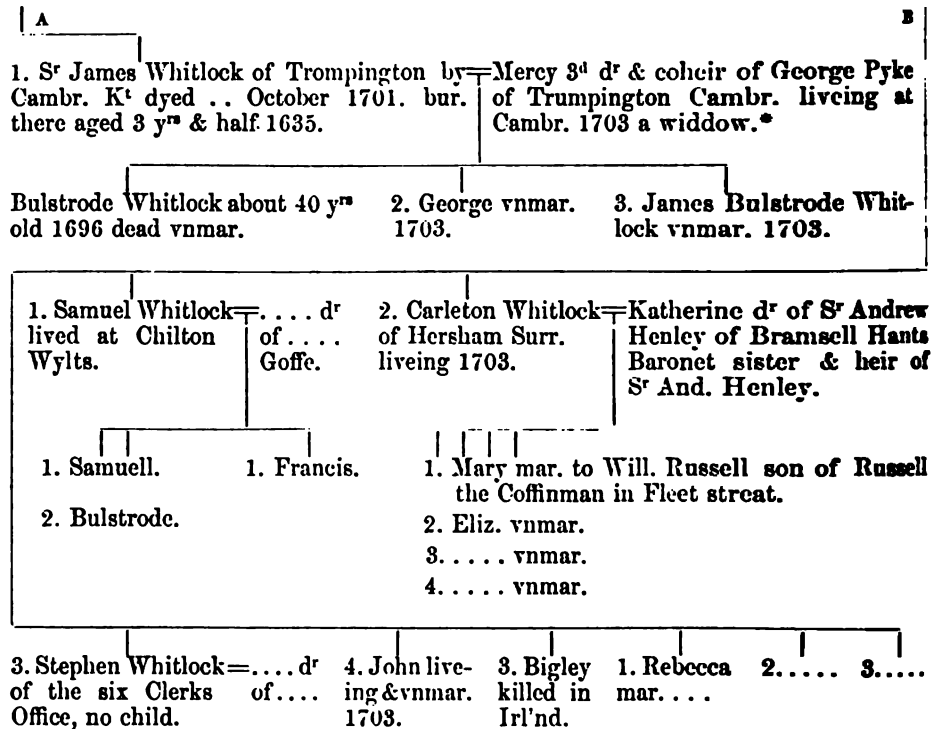 A
B
1. Sʳ James Whitlock of Trompington by
Cambr. Kᵗ dyed .. October 1701. bur.
there aged 3 yʳˢ & half 1635.
Mercy 3ᵈ dʳ & coheir of George Pyke
of Trumpington Cambr. liveing at
Cambr. 1703 a widdow.*
Bulstrode Whitlock about 40 yʳˢ
old 1696 dead vnmar.
2. George vnmar.
1703.
3. James Bulstrode Whit-
lock vnmar. 1703.
1. Samuel Whitlock
lived at Chilton
Wylts.
.... dʳ
of ....
Goffe.
2. Carleton Whitlock
of Hersham Surr.
liveing 1703.
Katherine dʳ of Sʳ Andrew
Henley of Bramsell Hants
Baronet sister & heir of
Sʳ And. Henley.
1. Samuell.
2. Bulstrode.
1. Francis.
1. Mary mar. to Will. Russell son of Russell
the Coffinman in Fleet streat.
2. Eliz. vnmar.
3..... vnmar.
4..... vnmar.
3. Stephen Whitlock=....dʳ
of the six Clerks of....
Office, no child.
4. John live-
ing & vnmar.
1703.
3. Bigley
killed in
Irl'nd.
1. Rebecca
mar....
2.....
3.....